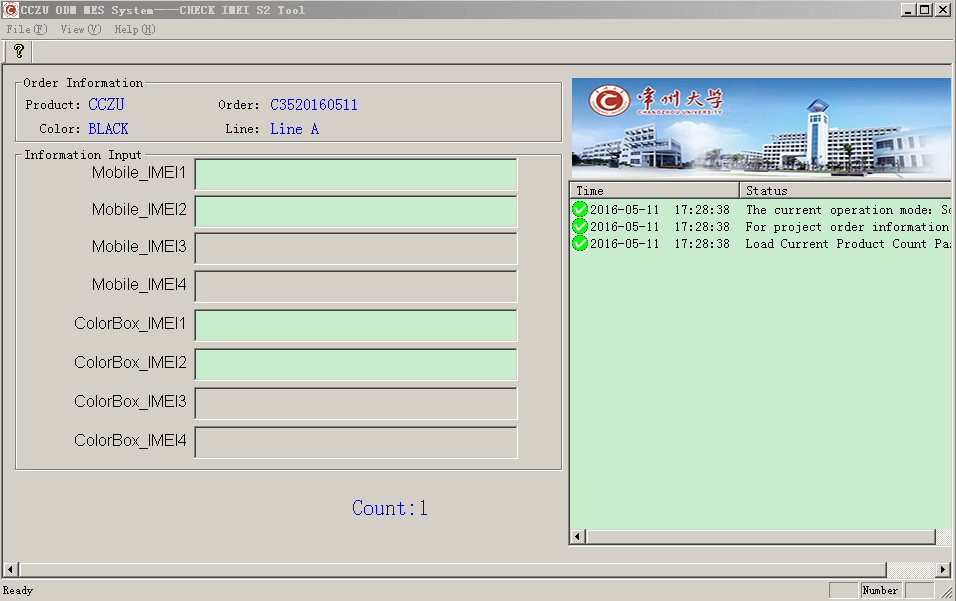 CCZU ODM MES System——CHECK IMEI S2 Tool
File(F) View(V) Help(H)
Order Information
Product: CCZU Order: C3520160511
Color: BLACK Line: Line A
Information Input
Mobile_IMEI1
Mobile_IMEI2
Mobile_IMEI3
Mobile_IMEI4
ColorBox_IMEI1
ColorBox_IMEI2
ColorBox_IMEI3
ColorBox_IMEI4
Count:1
常州大学
CHANGZHOU UNIVERSITY
Time Status
2016-05-11 17:28:38 The current operation mode: Sc
2016-05-11 17:28:38 For project order information
2016-05-11 17:28:38 Load Current Product Count Pa
Ready Number